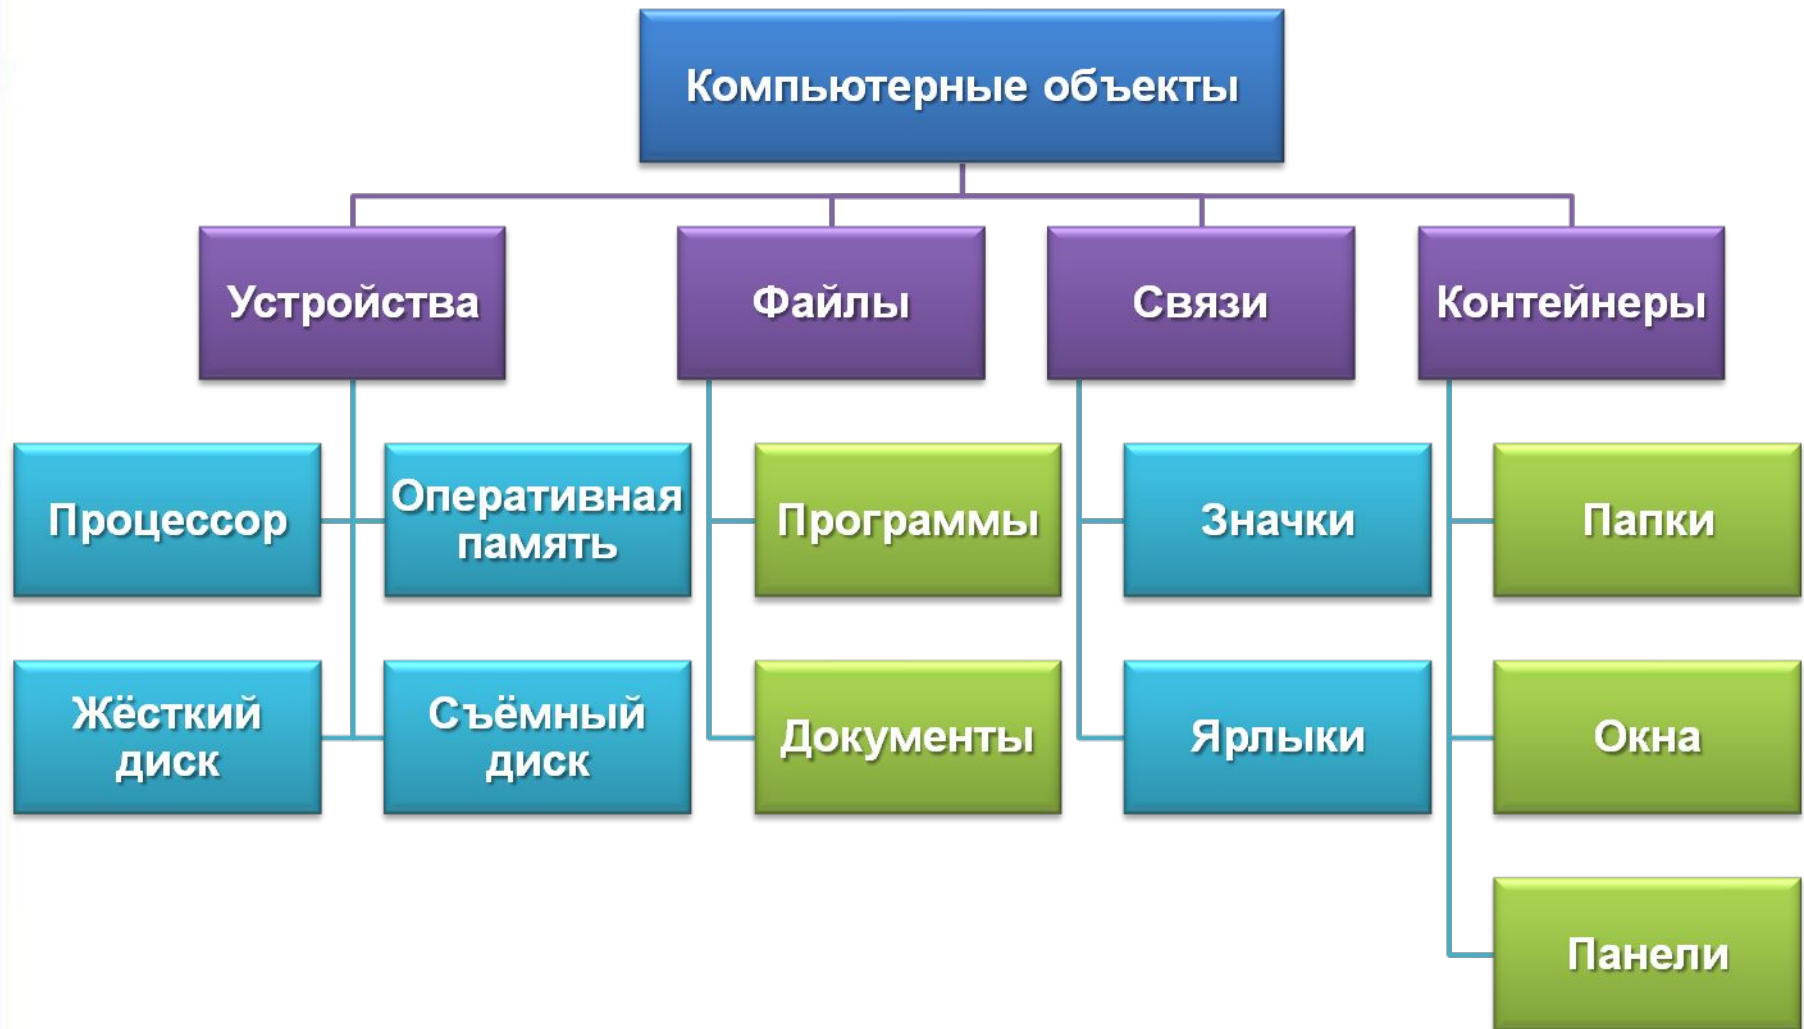 Компьютерные объекты
Устройства
Файлы
Связи
Контейнеры
Процессор
Оперативная
память
Программы
Значки
Папки
Жёсткий
диск
Съёмный
диск
Документы
Ярлыки
Окна
Панели